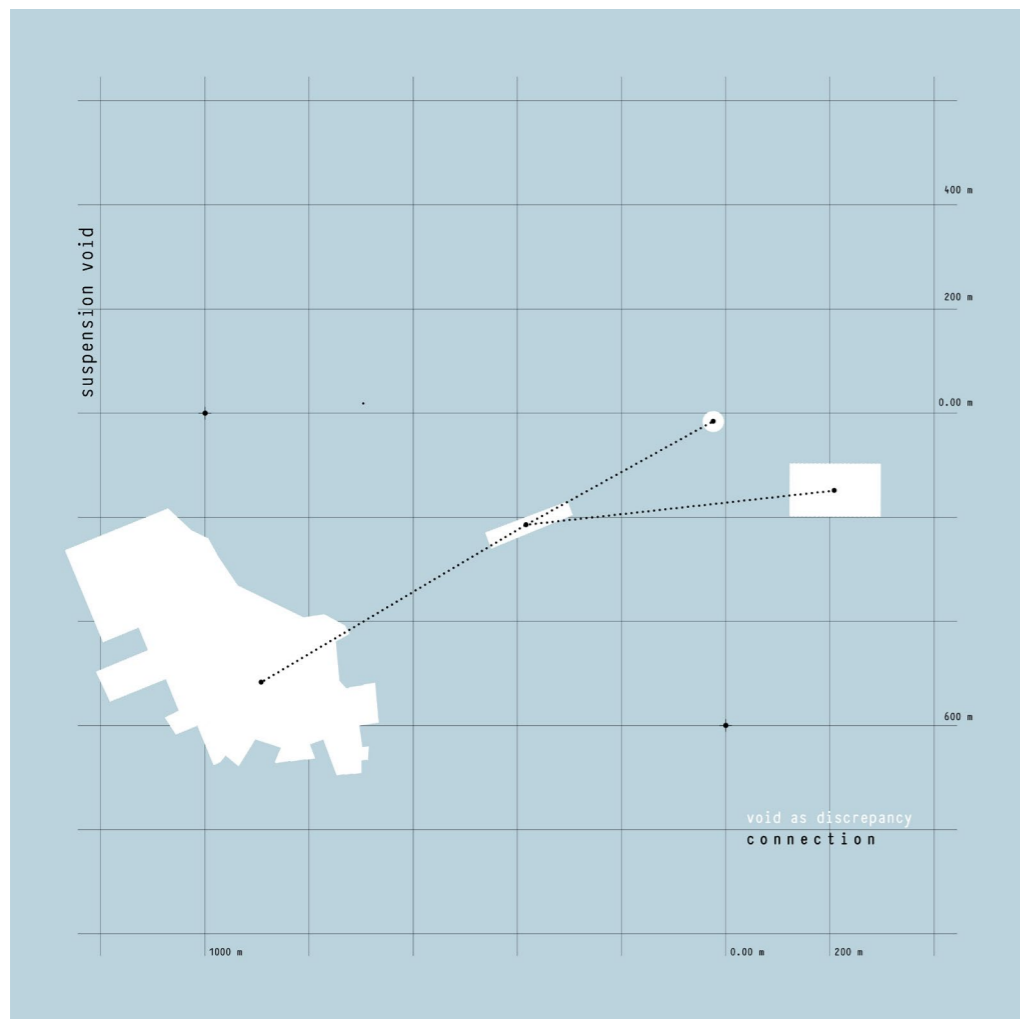 400 m
suspension void
200 m
0.00 m
600 m
void as discrepancy
connection
1000 m
0.00 m
200 m